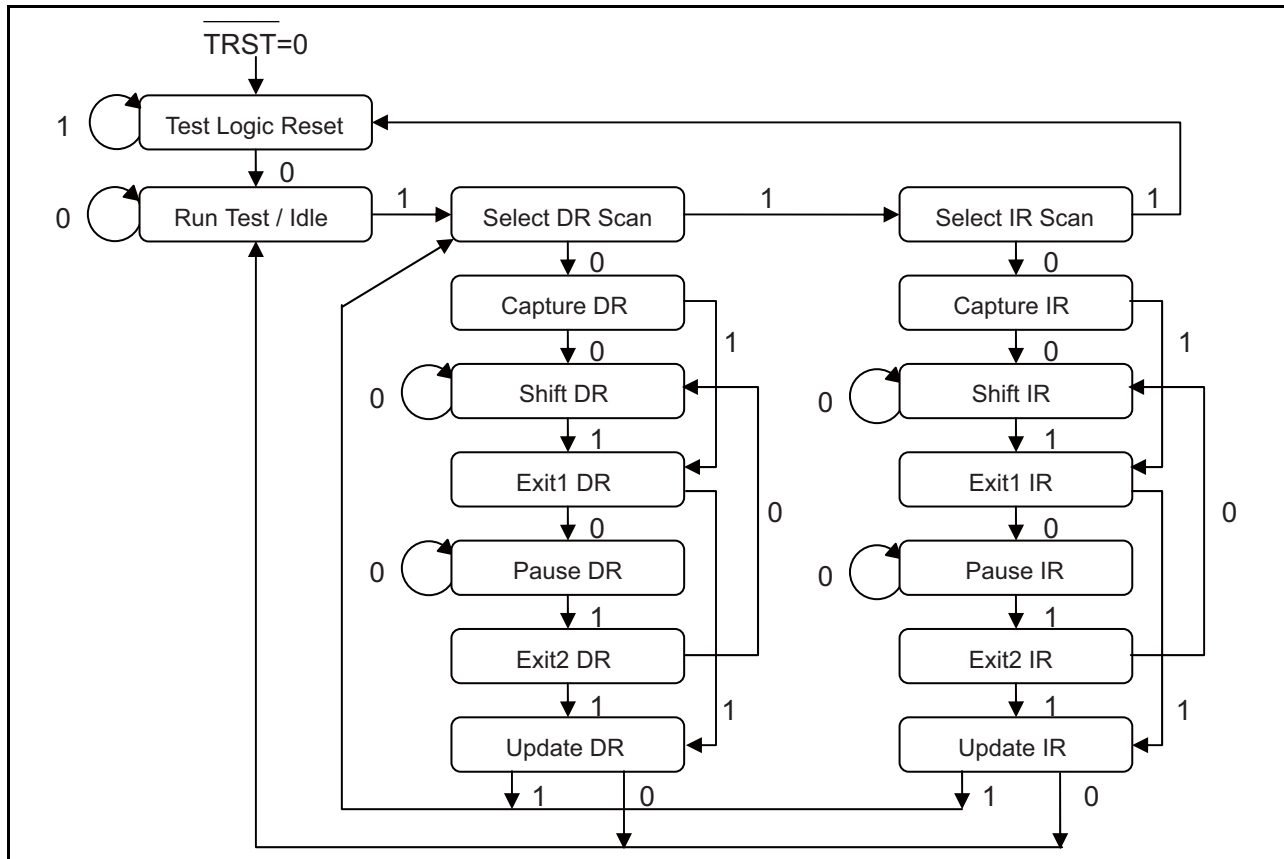 TRST=0
1 Test Logic Reset
0
0 Run Test / Idle 1 Select DR Scan 1 Select IR Scan 1
0 0
Capture DR Capture IR
0 1 0 1
0 Shift DR 0 Shift IR
1 1
Exit1 DR Exit1 IR
0 0 0 0
0 Pause DR 0 Pause IR
1 1
Exit2 DR Exit2 IR
1 1 1 1
Update DR Update IR
1 0 1 0